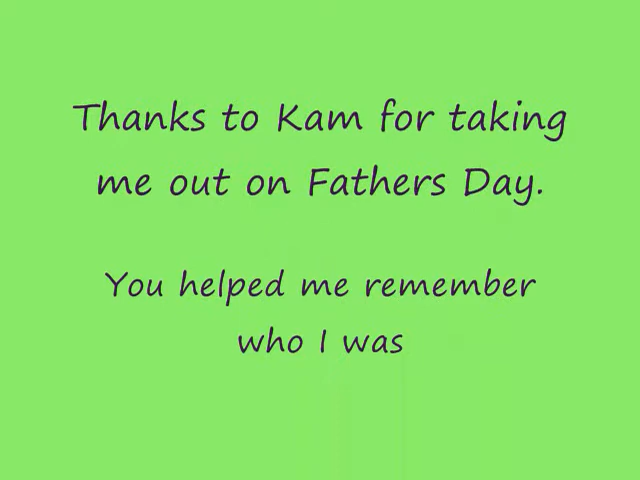 Thanks to Kam for taking
me out on Fathers Day.
You helped me remember
who I was